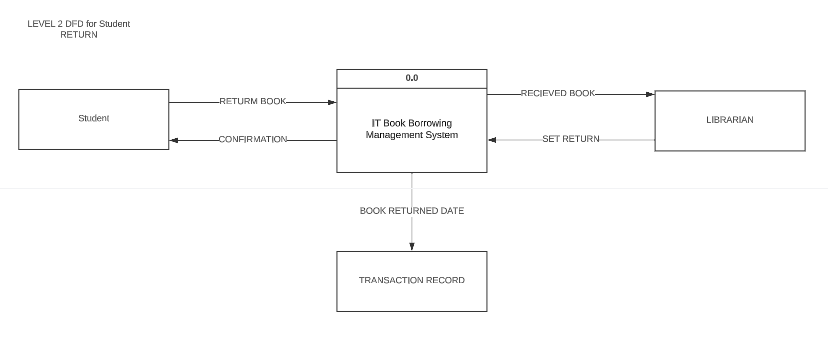 LEVEL 2 DFD for Student
RETURN
0.0
RETURM BOOK
RECIEVED BOOK
Student
IT Book Borrowing
Management System
LIBRARIAN
CONFIRMATION
SET RETURN
BOOK RETURNED DATE
TRANSACTION RECORD